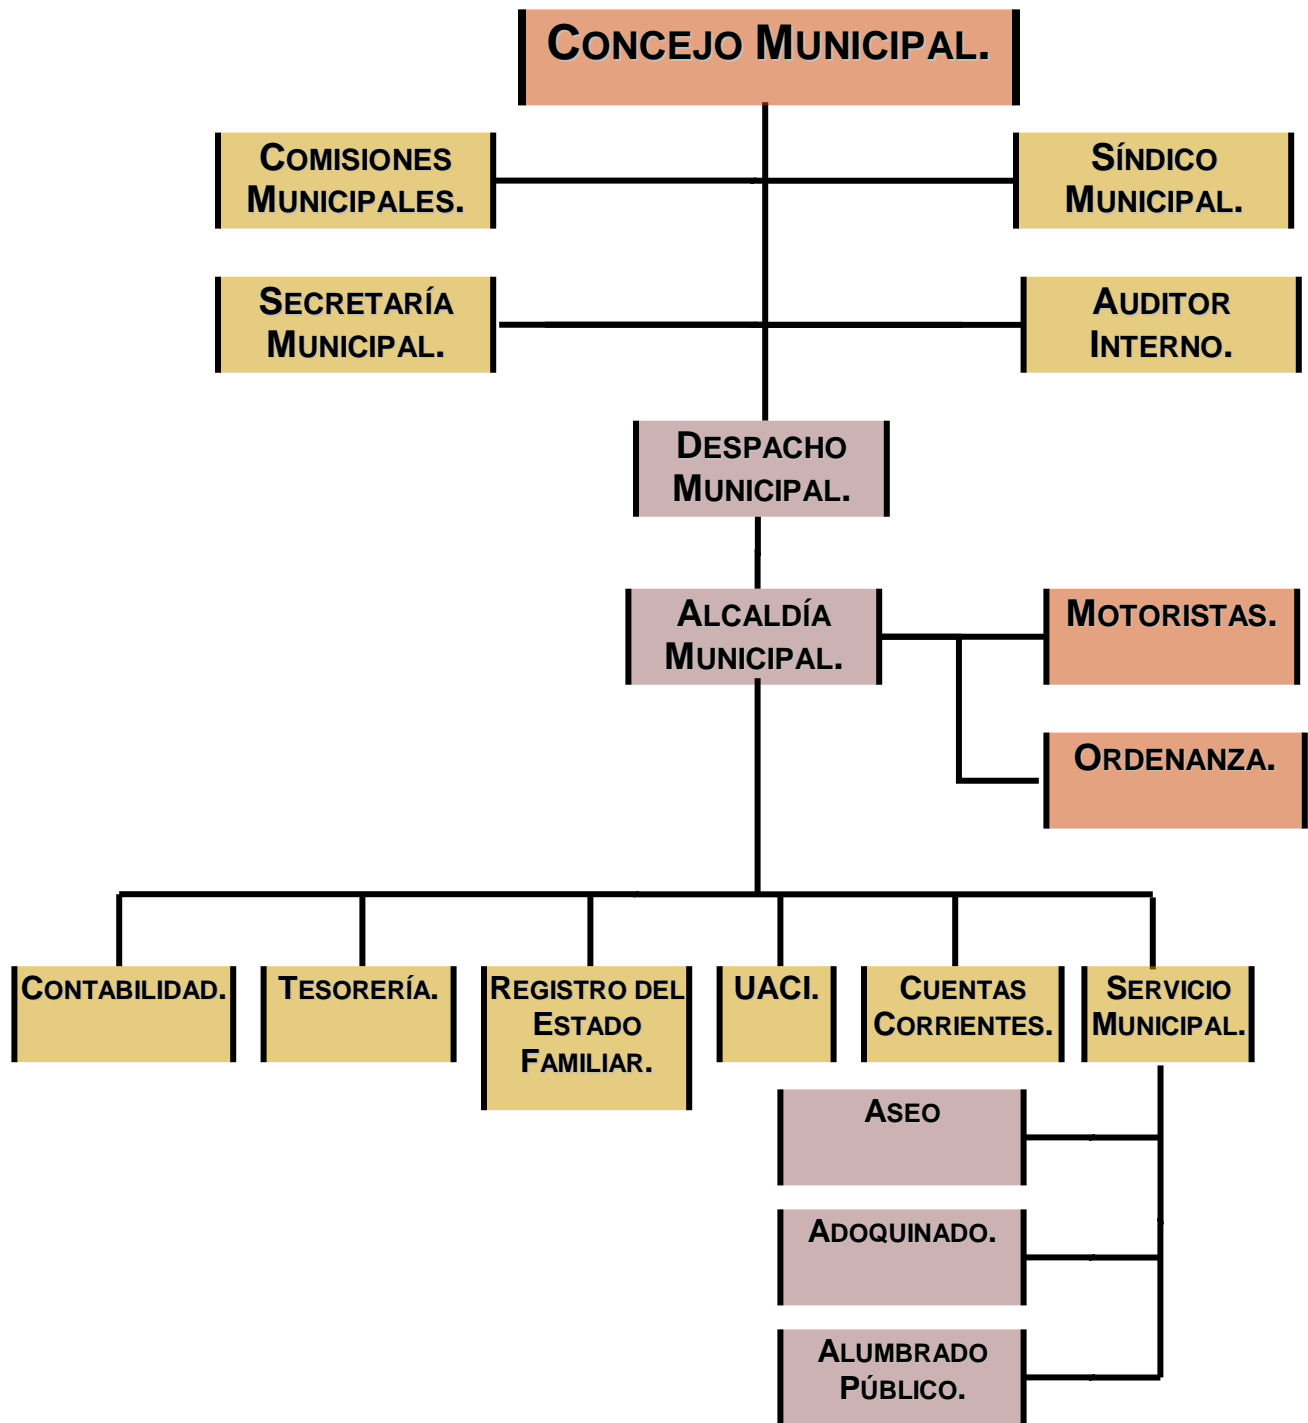 CONCEJO MUNICIPAL.
COMISIONES
MUNICIPALES.
SÍNDICO
MUNICIPAL.
SECRETARÍA
MUNICIPAL.
AUDITOR
INTERNO.
DESPACHO
MUNICIPAL.
ALCALDÍA
MUNICIPAL.
MOTORISTAS.
ORDENANZA.
CONTABILIDAD.
TESORERÍA.
REGISTRO DEL
ESTADO
FAMILIAR.
UACI.
CUENTAS
CORRIENTES.
SERVICIO
MUNICIPAL.
ASEO
ADOQUINADO.
ALUMBRADO
PÚBLICO.